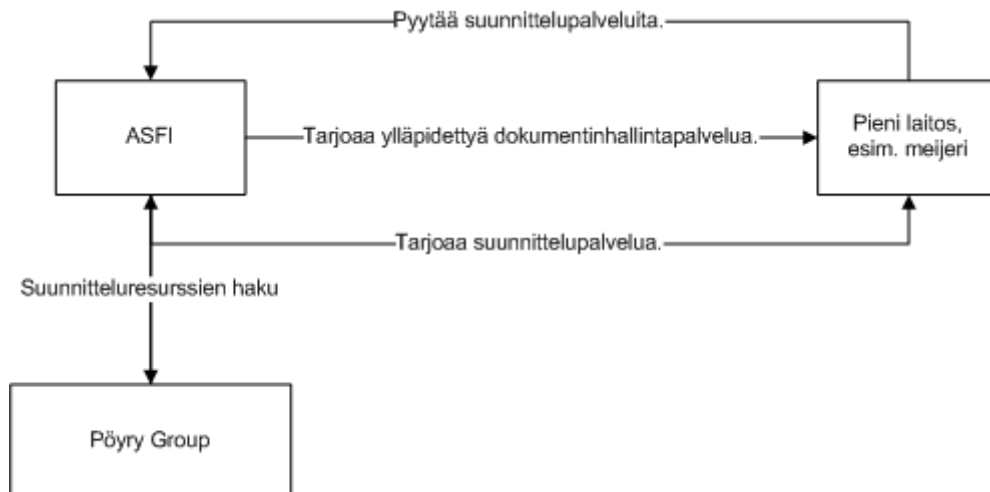 Pyytää suunnittelupalveluita.
ASFI
Tarjoaa ylläpidettyä dokumentinhallintapalvelua.
Pieni laitos,
esim. meijeri
Tarjoaa suunnittelupalvelua.
Suunnitteluresurssien haku
Pöyry Group